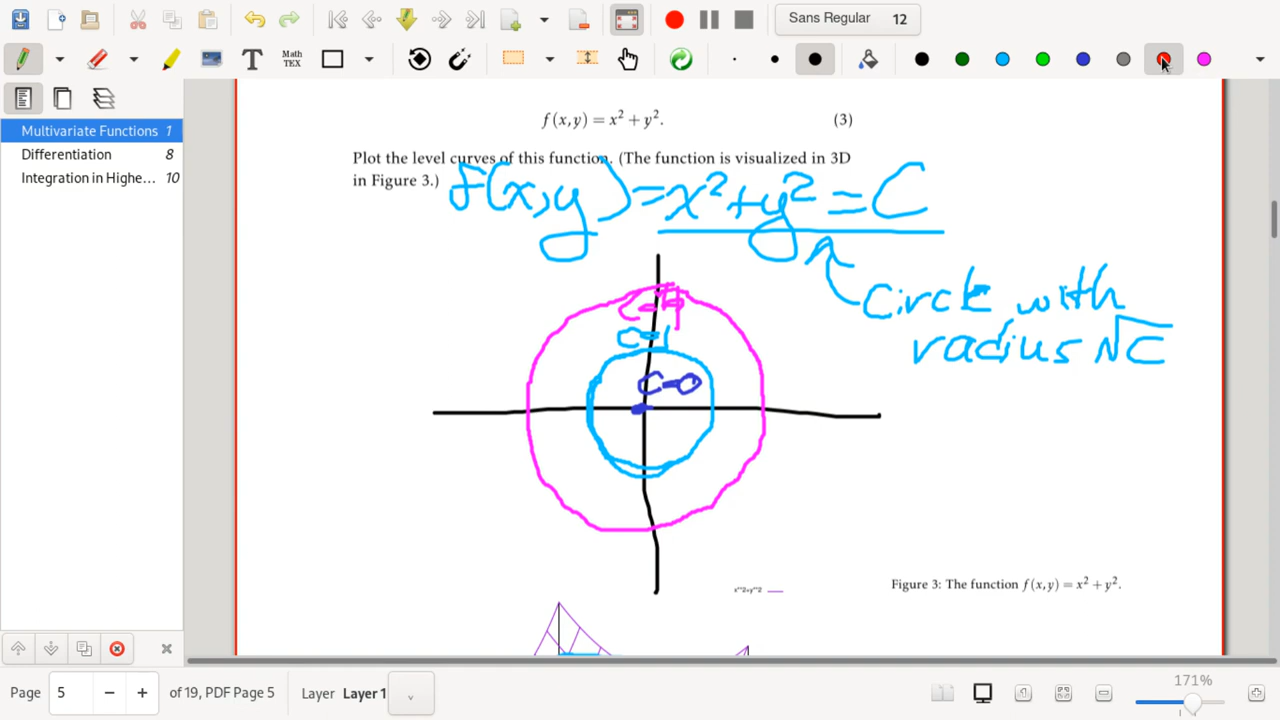 Sans Regular 12
T Math TEX
Multivariate Functions 1
Differentiation 8
Integration in Highe... 10
f(x,y) = x² + y². (3)
Plot the level curves of this function. (The function is visualized in 3D
in Figure 3.)
f(x,y)=x²+y²=C
Circle with
radius √C
C=4
C=1
C=0
x**2+y**2
Figure 3: The function f(x,y) = x² + y².
Page 5 of 19, PDF Page 5 Layer Layer 1
171%